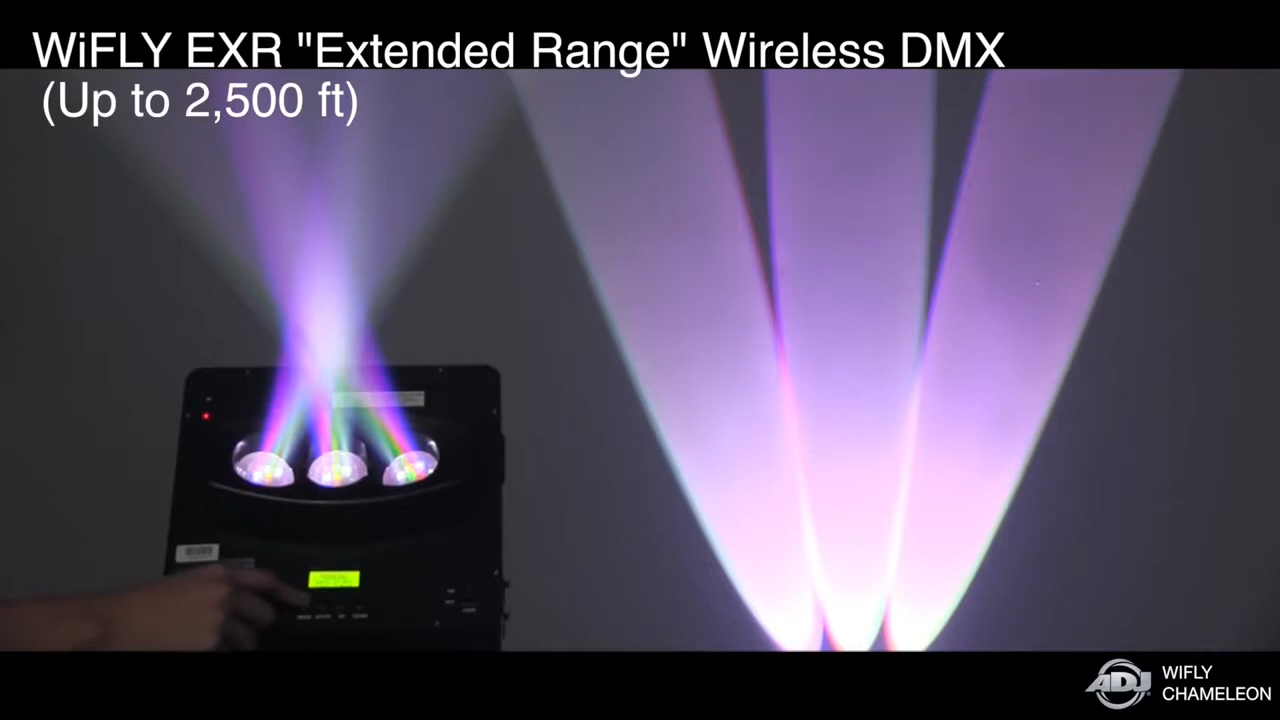 WiFLY EXR "Extended Range" Wireless DMX
(Up to 2,500 ft)
ADJ
WIFLY
CHAMELEON